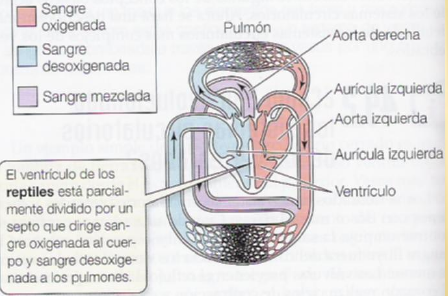 Sangre
oxigenada
Sangre
desoxigenada
Sangre mezclada
Pulmón
Aorta derecha
Aurícula izquierda
Aorta izquierda
Aurícula izquierda
Ventrículo
El ventrículo de los
reptiles está parcial-
mente dividido por un
septo que dirige san-
gre oxigenada al cuer-
po y sangre desoxige-
nada a los pulmones.